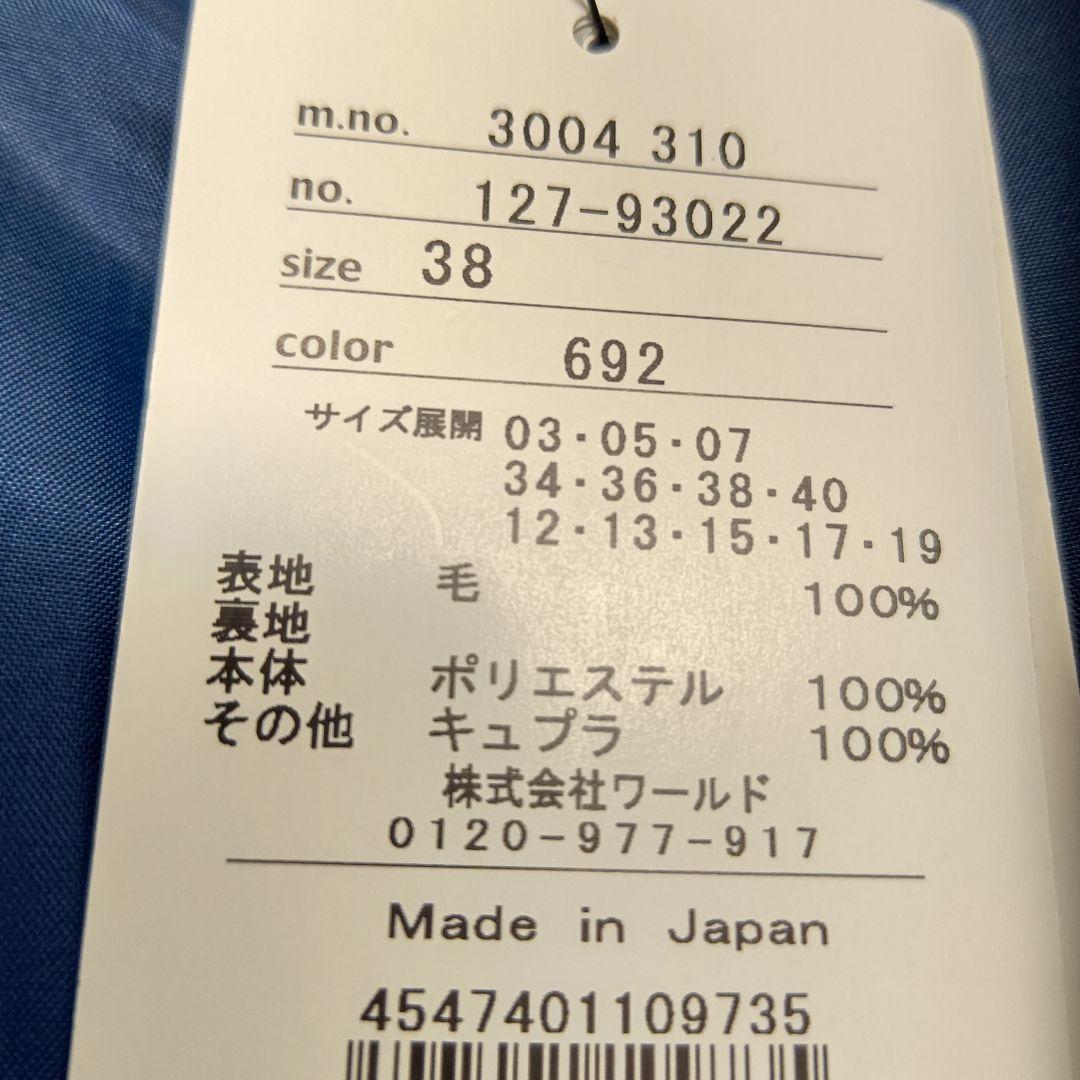 m.no. 3004 310
no. 127-93022
size 38
color 692
サイズ展開 03・05・07
34・36・38・40
12・13・15・17・19
表地 毛 100%
裏地
本体 ポリエステル 100%
その他 キュプラ 100%
株式会社ワールド
0120-977-917
Made in Japan
4547401109735